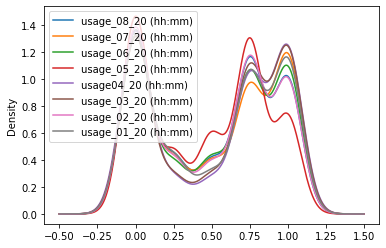 1.4
1.2
1.0
0.8
0.6
0.4
0.2
0.0
Density
usage_08_20 (hh:mm)
usage_07_20 (hh:mm)
usage_06_20 (hh:mm)
usage_05_20 (hh:mm)
usage04_20 (hh:mm)
usage_03_20 (hh:mm)
usage_02_20 (hh:mm)
usage_01_20 (hh:mm)
-0.50 -0.25 0.00 0.25 0.50 0.75 1.00 1.25 1.50